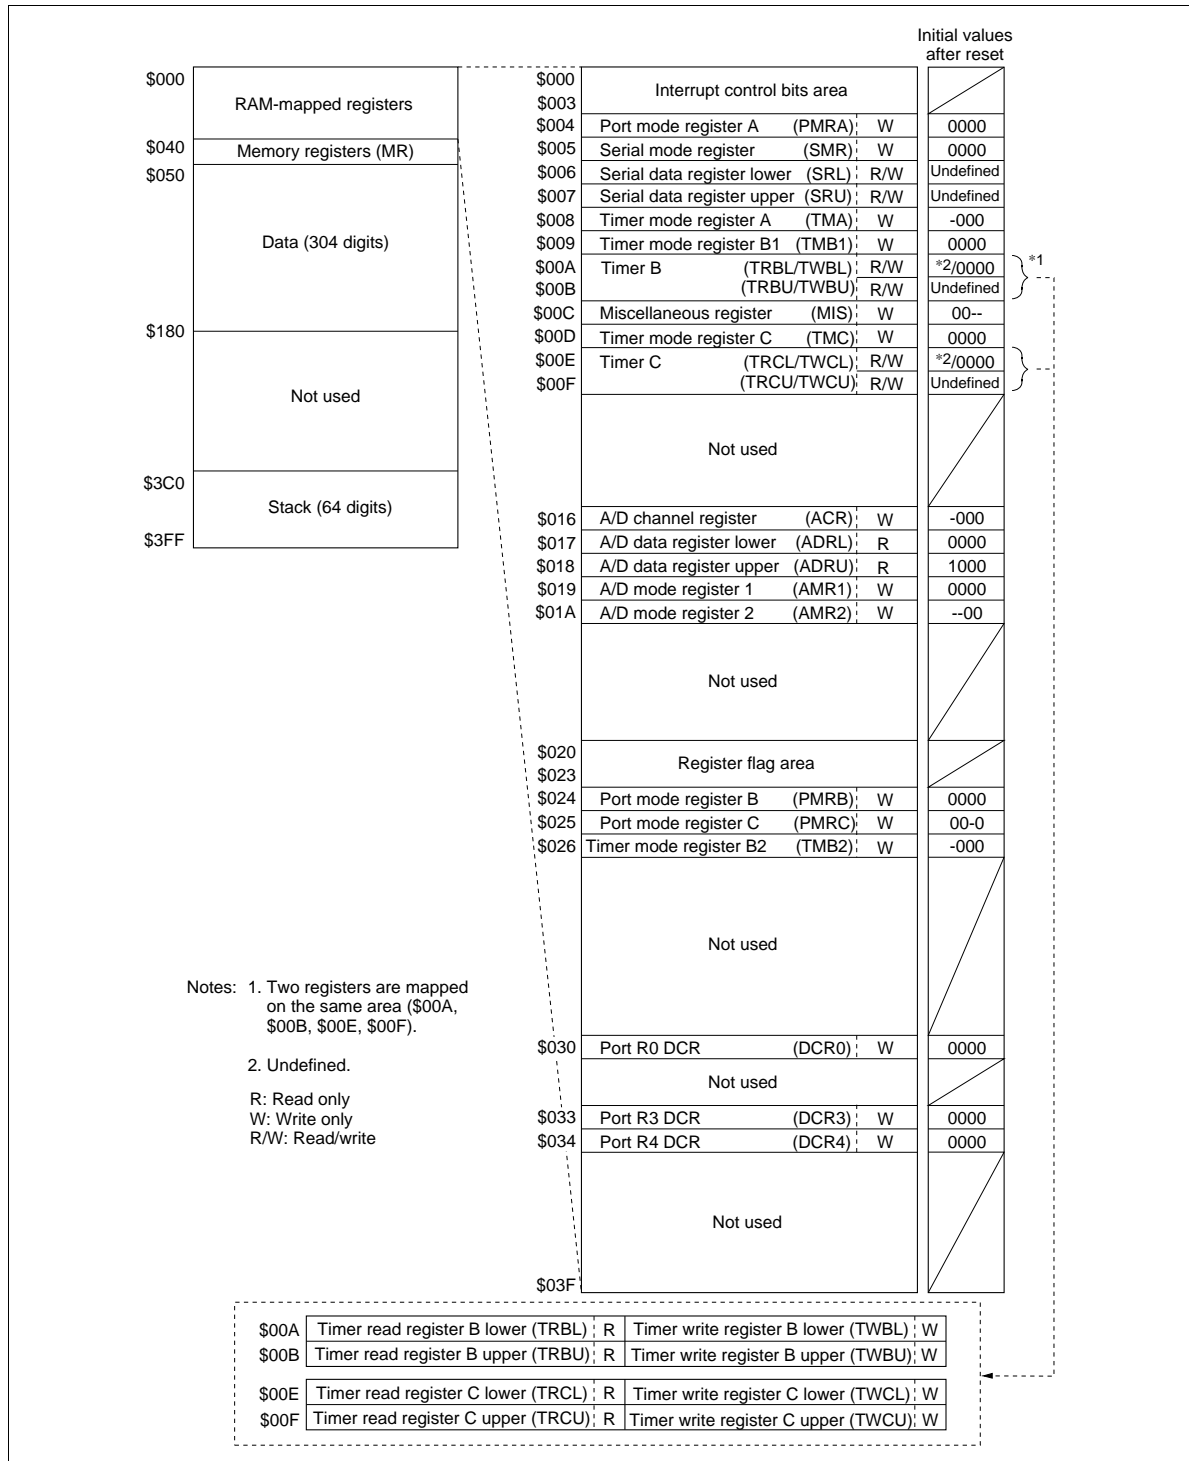 Initial values
after reset
$000
RAM-mapped registers
$040
Memory registers (MR)
$050
Data (304 digits)
$180
Not used
$3C0
Stack (64 digits)
$3FF
$000
Interrupt control bits area
$003
$004 Port mode register A (PMRA) W 0000
$005 Serial mode register (SMR) W 0000
$006 Serial data register lower (SRL) R/W Undefined
$007 Serial data register upper (SRU) R/W Undefined
$008 Timer mode register A (TMA) W -000
$009 Timer mode register B1 (TMB1) W 0000
$00A Timer B (TRBL/TWBL) R/W *2/0000 *1
$00B (TRBU/TWBU) R/W Undefined
$00C Miscellaneous register (MIS) W 00--
$00D Timer mode register C (TMC) W 0000
$00E Timer C (TRCL/TWCL) R/W *2/0000
$00F (TRCU/TWCU) R/W Undefined
Not used
$016 A/D channel register (ACR) W -000
$017 A/D data register lower (ADRL) R 0000
$018 A/D data register upper (ADRU) R 1000
$019 A/D mode register 1 (AMR1) W 0000
$01A A/D mode register 2 (AMR2) W --00
Not used
$020
Register flag area
$023
$024 Port mode register B (PMRB) W 0000
$025 Port mode register C (PMRC) W 00-0
$026 Timer mode register B2 (TMB2) W -000
Not used
$030 Port R0 DCR (DCR0) W 0000
Not used
$033 Port R3 DCR (DCR3) W 0000
$034 Port R4 DCR (DCR4) W 0000
Not used
$03F
Notes: 1. Two registers are mapped
on the same area ($00A,
$00B, $00E, $00F).
2. Undefined.
R: Read only
W: Write only
R/W: Read/write
$00A Timer read register B lower (TRBL) R Timer write register B lower (TWBL) W
$00B Timer read register B upper (TRBU) R Timer write register B upper (TWBU) W
$00E Timer read register C lower (TRCL) R Timer write register C lower (TWCL) W
$00F Timer read register C upper (TRCU) R Timer write register C upper (TWCU) W